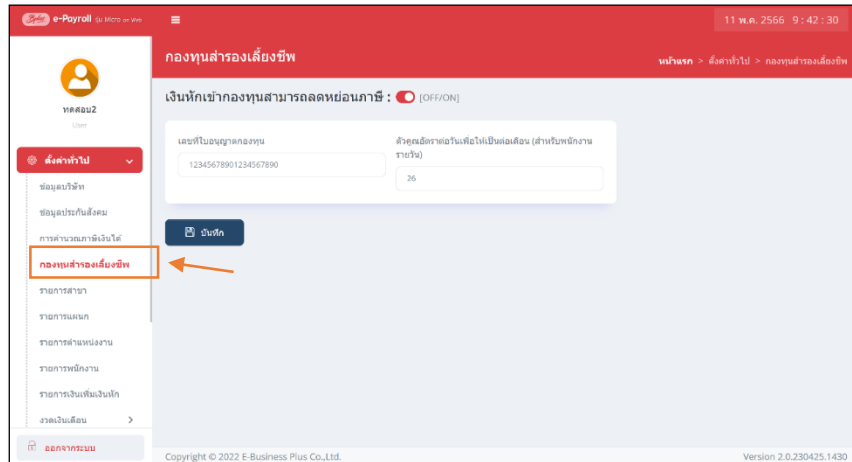 Byte e-Payroll รุ่น Micro on Web
11 พ.ค. 2566 9 : 42 : 30
กองทุนสำรองเลี้ยงชีพ
หน้าแรก > ตั้งค่าทั่วไป > กองทุนสำรองเลี้ยงชีพ
ทดสอบ2
User
เงินหักเข้ากองทุนสามารถลดหย่อนภาษี : [OFF/ON]
เลขที่ใบอนุญาตกองทุน
12345678901234567890
ตัวคูณอัตราต่อวันเพื่อให้เป็นต่อเดือน (สำหรับพนักงาน
รายวัน)
26
บันทึก
ตั้งค่าทั่วไป
ข้อมูลบริษัท
ข้อมูลประกันสังคม
การคำนวณภาษีเงินได้
กองทุนสำรองเลี้ยงชีพ
รายการสาขา
รายการแผนก
รายการตำแหน่งงาน
รายการพนักงาน
รายการเงินเพิ่มเงินหัก
งวดเงินเดือน
ออกจากระบบ
Copyright © 2022 E-Business Plus Co.,Ltd.
Version 2.0.230425.1430